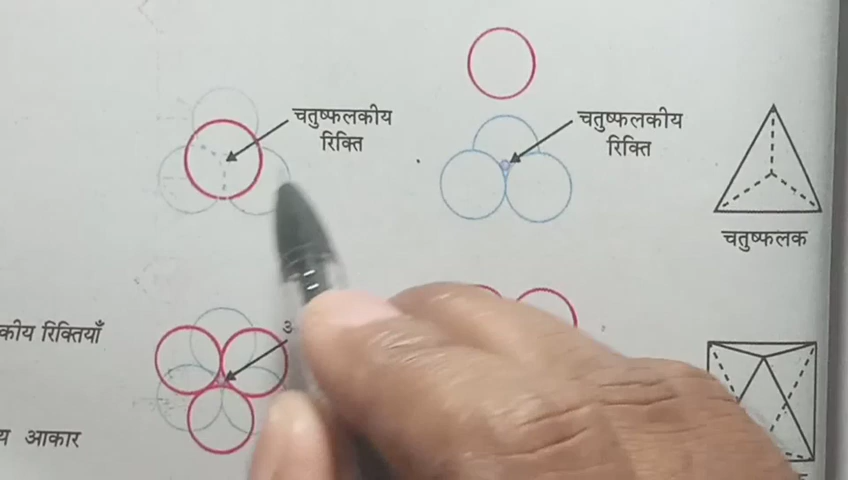 चतुष्फलकीय
रिक्ति
चतुष्फलकीय
रिक्ति
चतुष्फलक
रिक्तियाँ
आकार